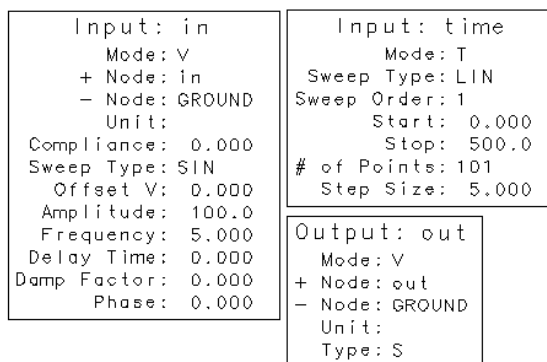 Input: in
Mode: V
+ Node: in
- Node: GROUND
Unit:
Compliance: 0.000
Sweep Type: SIN
Offset V: 0.000
Amplitude: 100.0
Frequency: 5.000
Delay Time: 0.000
Damp Factor: 0.000
Phase: 0.000
Input: time
Mode: T
Sweep Type: LIN
Sweep Order: 1
Start: 0.000
Stop: 500.0
# of Points: 101
Step Size: 5.000
Output: out
Mode: V
+ Node: out
- Node: GROUND
Unit:
Type: S